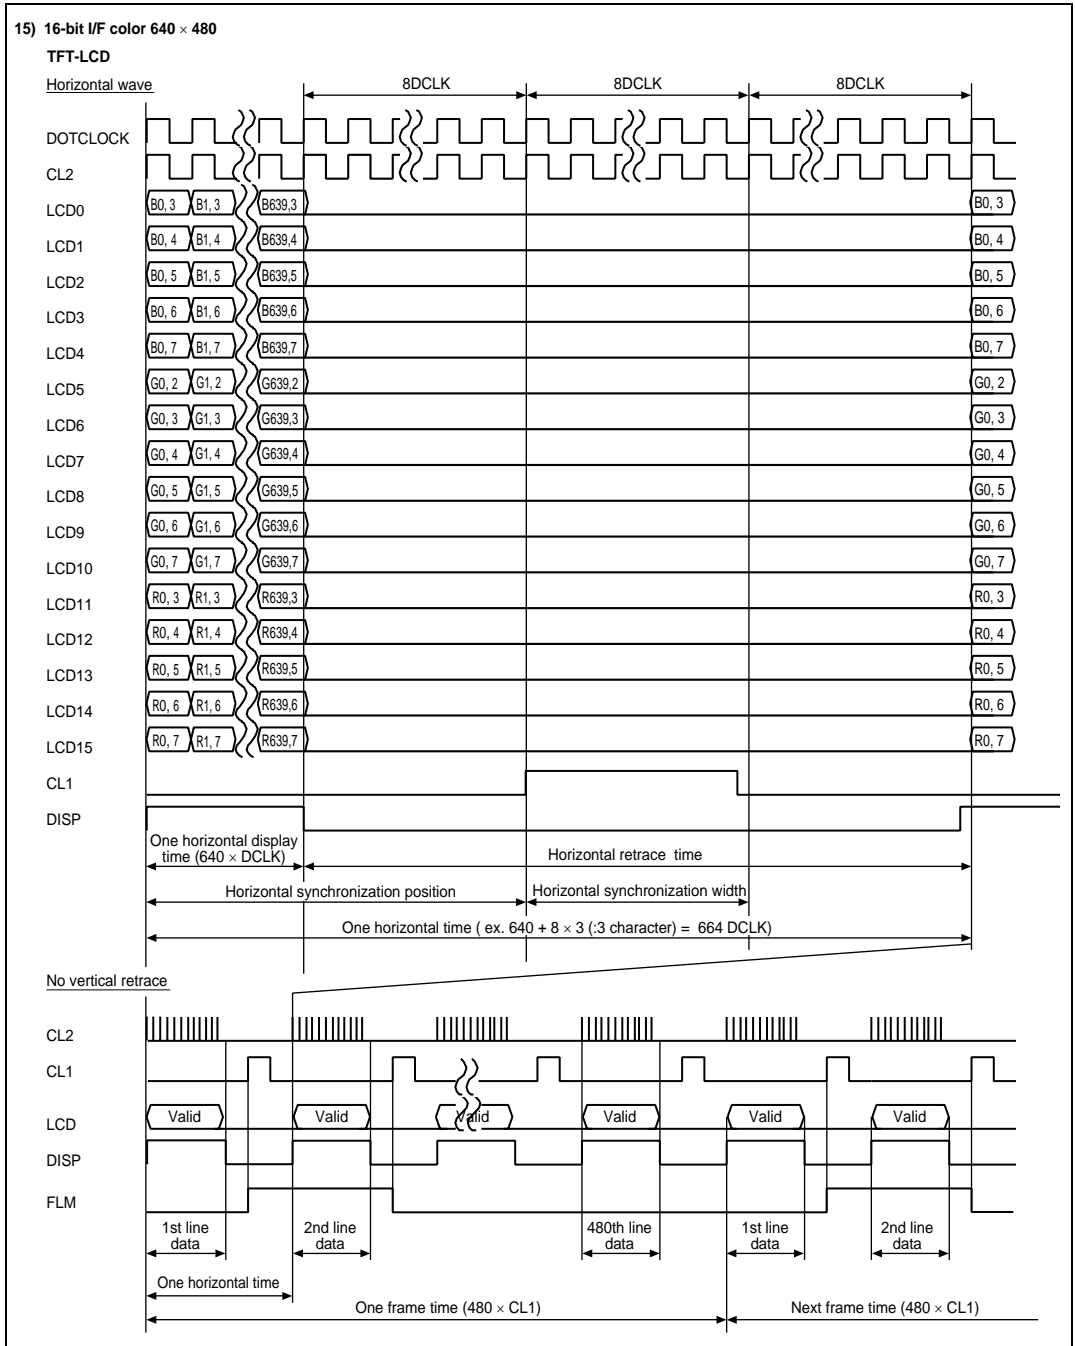 15) 16-bit I/F color 640 × 480
TFT-LCD
Horizontal wave
8DCLK 8DCLK 8DCLK
DOTCLOCK
CL2
LCD0 B0, 3 B1, 3 B639,3 B0, 3
LCD1 B0, 4 B1, 4 B639,4 B0, 4
LCD2 B0, 5 B1, 5 B639,5 B0, 5
LCD3 B0, 6 B1, 6 B639,6 B0, 6
LCD4 B0, 7 B1, 7 B639,7 B0, 7
LCD5 G0, 2 G1, 2 G639,2 G0, 2
LCD6 G0, 3 G1, 3 G639,3 G0, 3
LCD7 G0, 4 G1, 4 G639,4 G0, 4
LCD8 G0, 5 G1, 5 G639,5 G0, 5
LCD9 G0, 6 G1, 6 G639,6 G0, 6
LCD10 G0, 7 G1, 7 G639,7 G0, 7
LCD11 R0, 3 R1, 3 R639,3 R0, 3
LCD12 R0, 4 R1, 4 R639,4 R0, 4
LCD13 R0, 5 R1, 5 R639,5 R0, 5
LCD14 R0, 6 R1, 6 R639,6 R0, 6
LCD15 R0, 7 R1, 7 R639,7 R0, 7
CL1
DISP
One horizontal display
time (640 × DCLK)
Horizontal retrace time
Horizontal synchronization position
Horizontal synchronization width
One horizontal time ( ex. 640 + 8 × 3 (:3 character) = 664 DCLK)
No vertical retrace
CL2
CL1
LCD Valid Valid Valid Valid Valid Valid
DISP
FLM
1st line
data
2nd line
data
480th line
data
1st line
data
2nd line
data
One horizontal time
One frame time (480 × CL1)
Next frame time (480 × CL1)